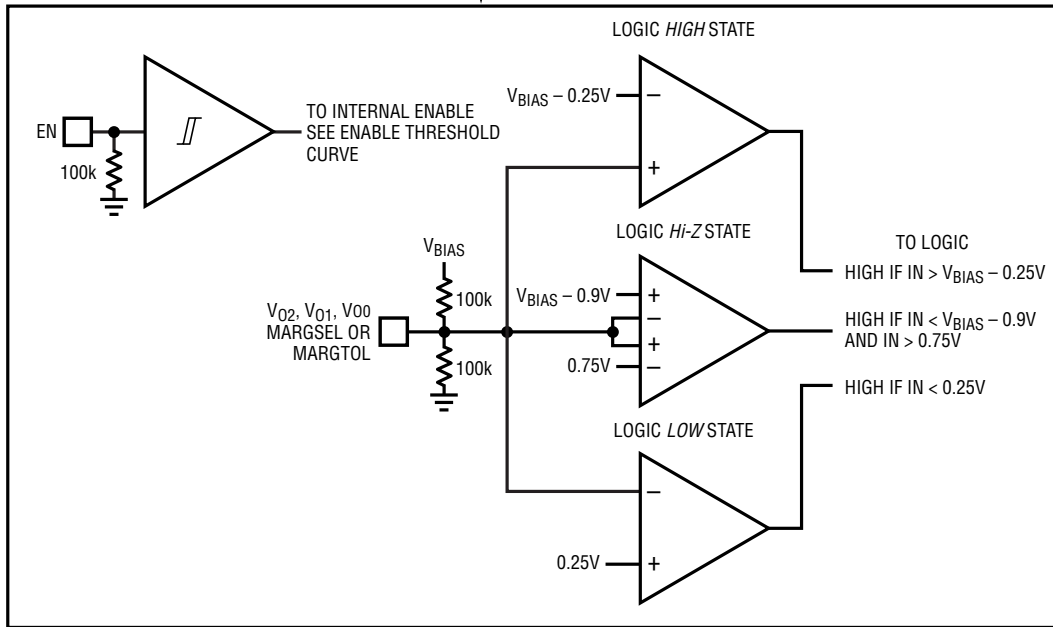 LOGIC HIGH STATE
VBIAS – 0.25V
–
+
EN
100k
TO INTERNAL ENABLE
SEE ENABLE THRESHOLD
CURVE
LOGIC Hi-Z STATE
VBIAS
100k
VBIAS – 0.9V
+
–
+
–
0.75V
VO2, VO1, VO0
MARGSEL OR
MARGTOL
100k
TO LOGIC
HIGH IF IN > VBIAS – 0.25V
HIGH IF IN < VBIAS – 0.9V
AND IN > 0.75V
HIGH IF IN < 0.25V
LOGIC LOW STATE
–
0.25V
+